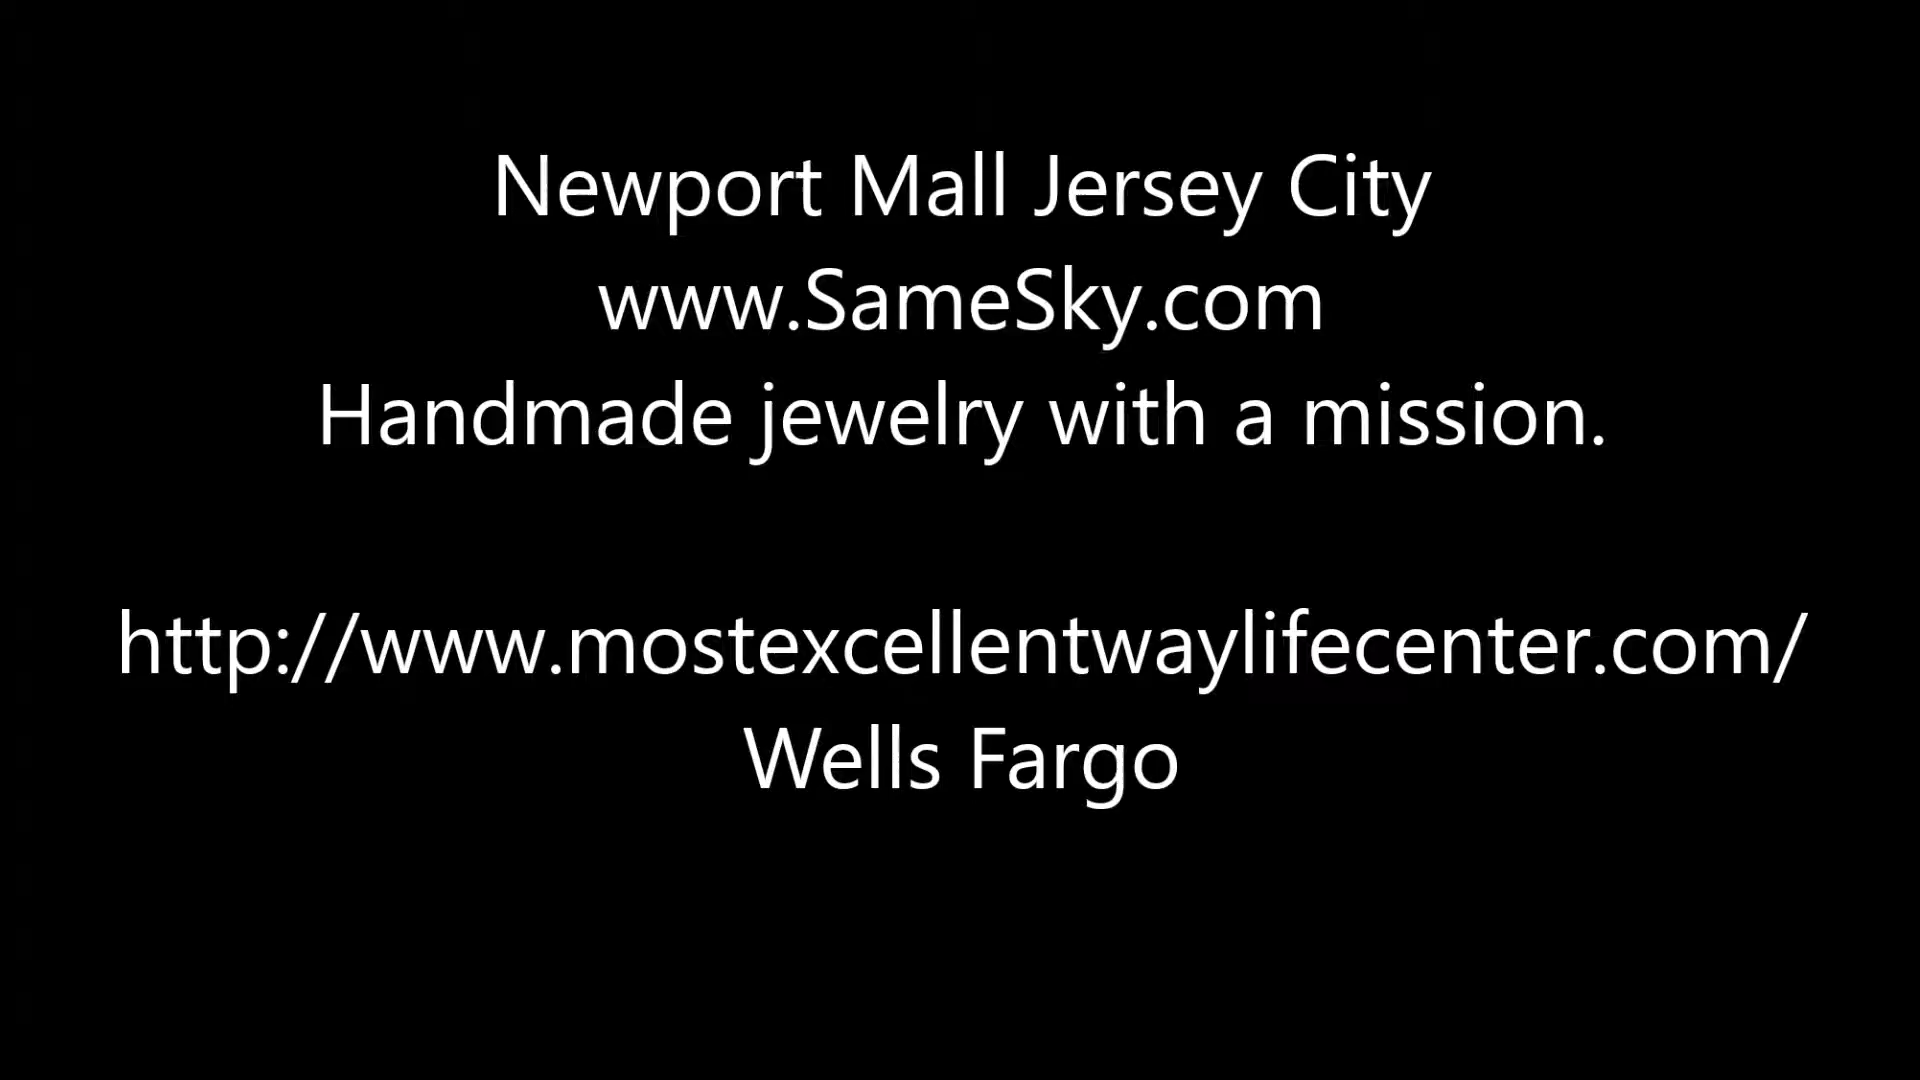 Newport Mall Jersey City
www.SameSky.com
Handmade jewelry with a mission.
http://www.mostexcellentwaylifecenter.com/
Wells Fargo